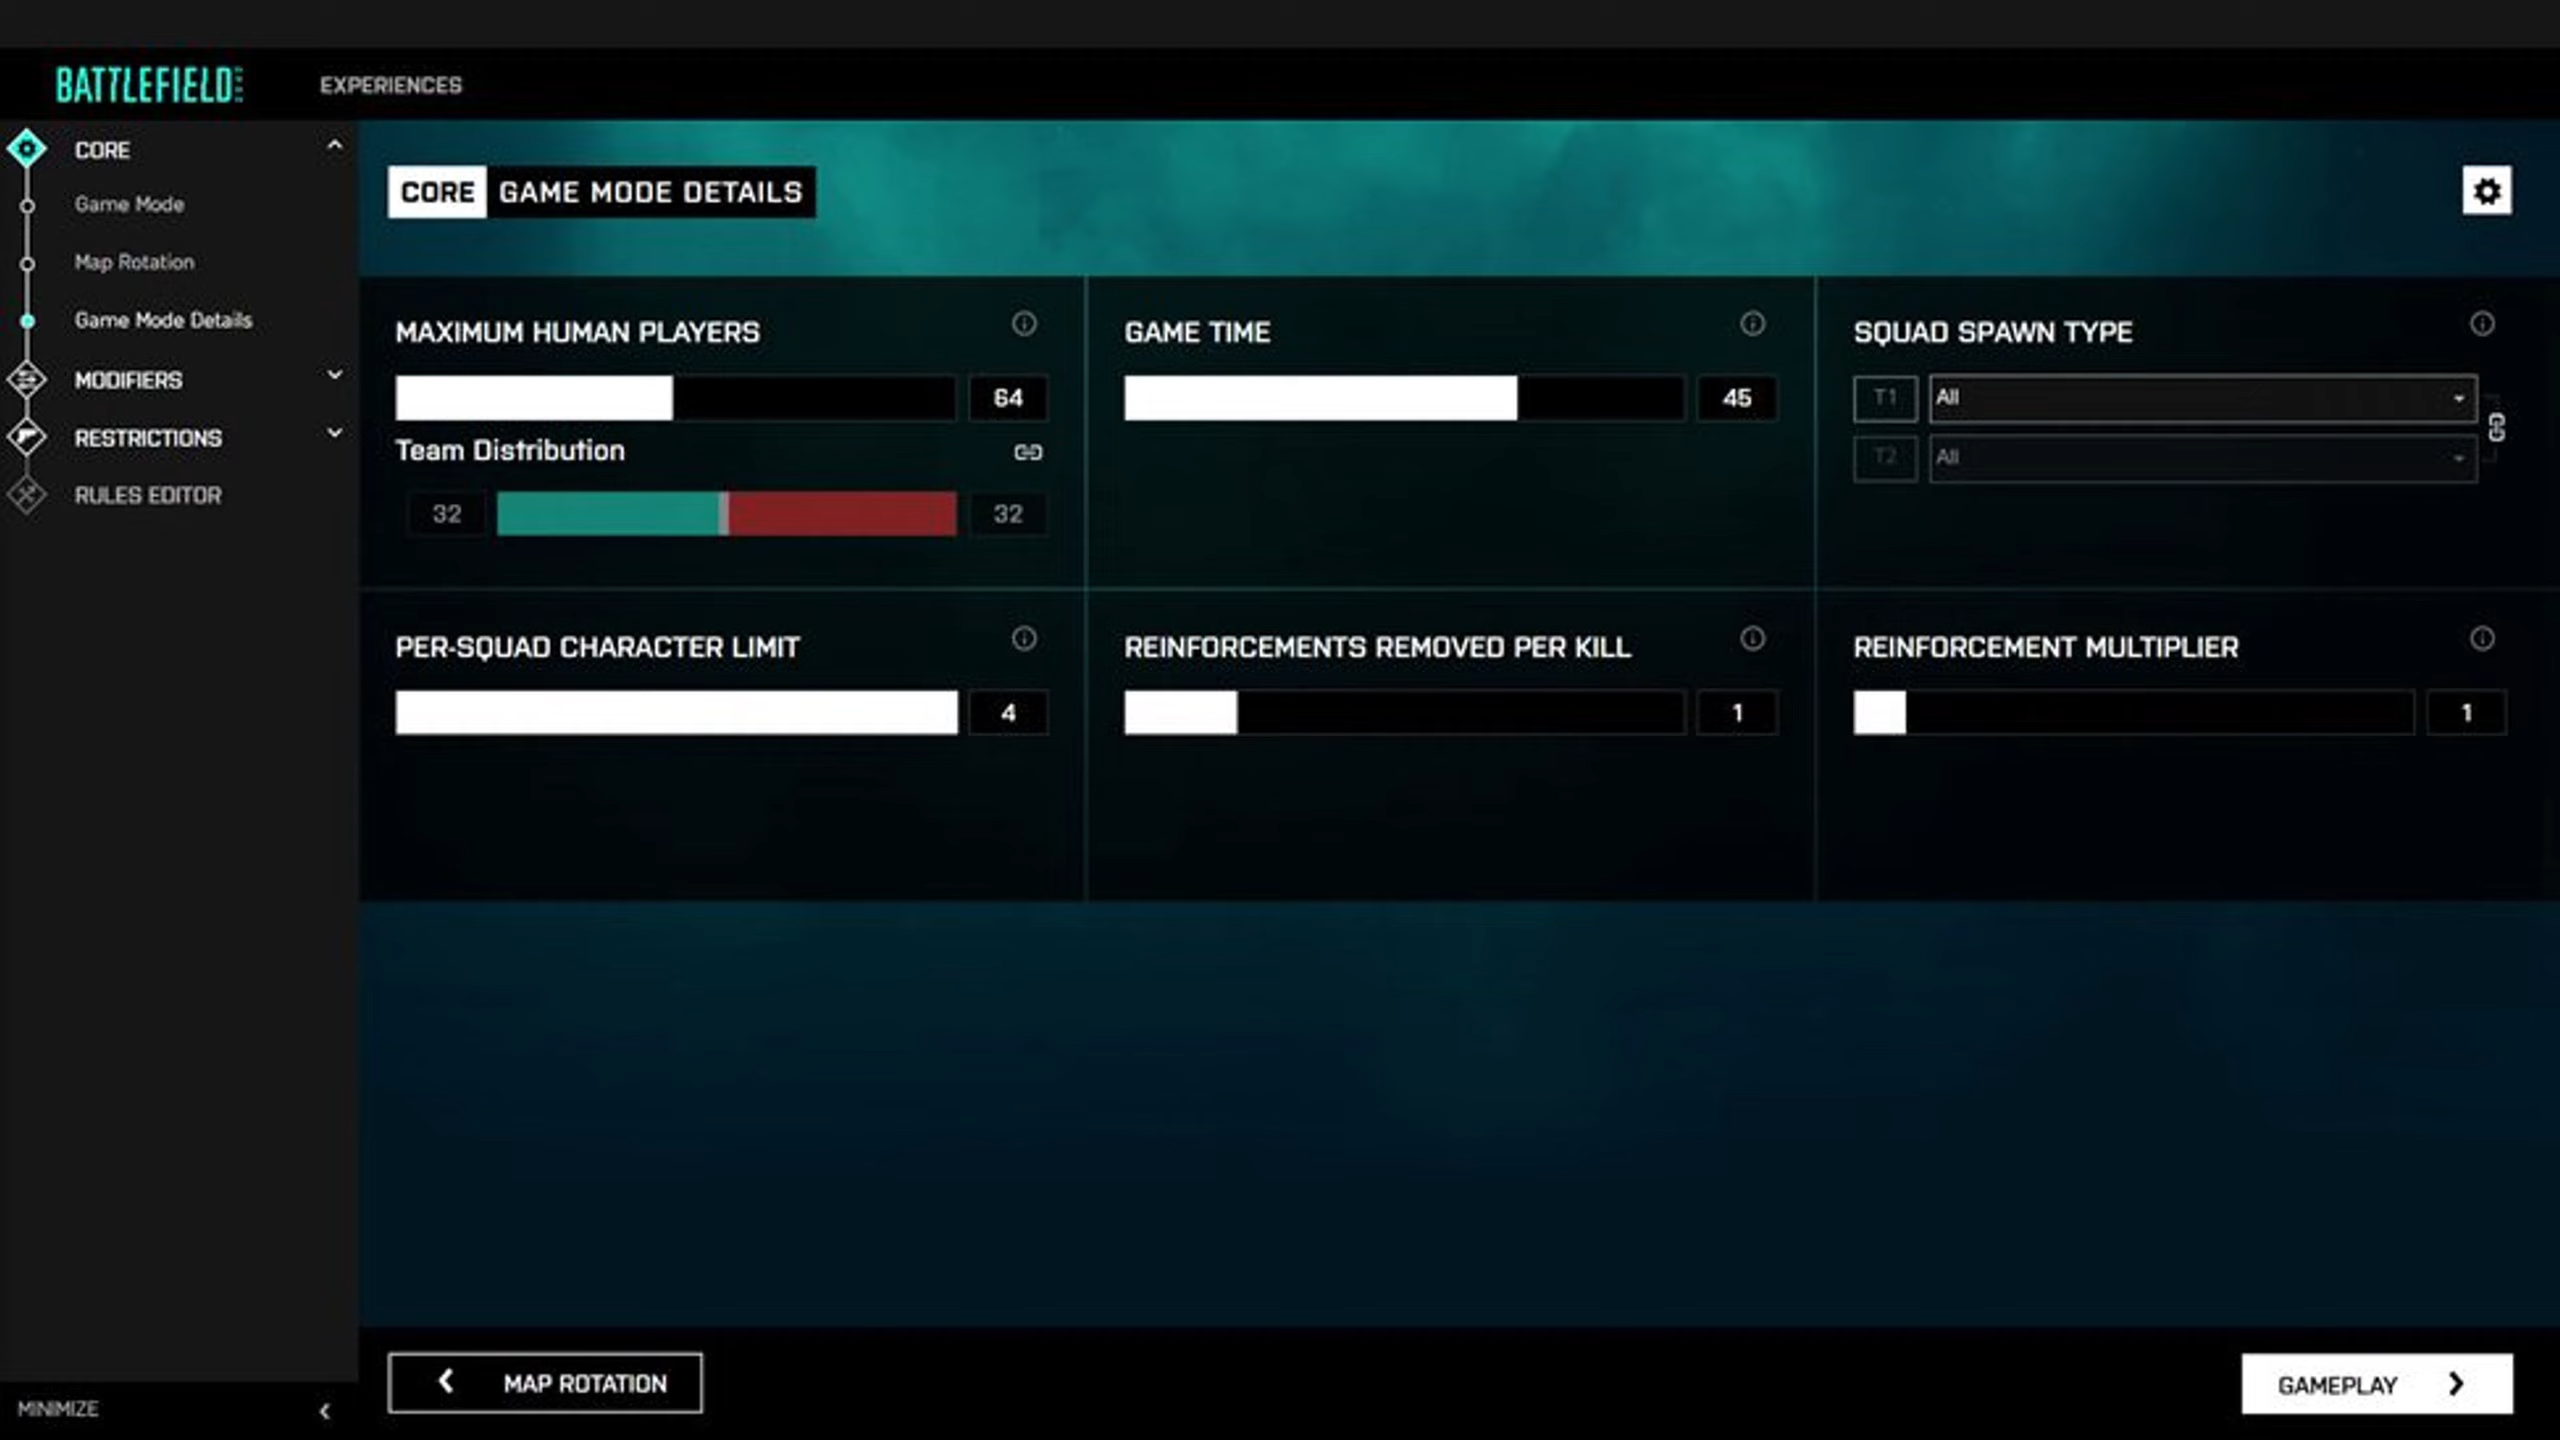 BATTLEFIELD
EXPERIENCES
CORE
Game Mode
Map Rotation
Game Mode Details
MODIFIERS
RESTRICTIONS
RULES EDITOR
MINIMIZE
CORE GAME MODE DETAILS
MAXIMUM HUMAN PLAYERS
64
Team Distribution
32 32
GAME TIME
45
SQUAD SPAWN TYPE
T1 All
T2 All
PER-SQUAD CHARACTER LIMIT
4
REINFORCEMENTS REMOVED PER KILL
1
REINFORCEMENT MULTIPLIER
1
MAP ROTATION
GAMEPLAY